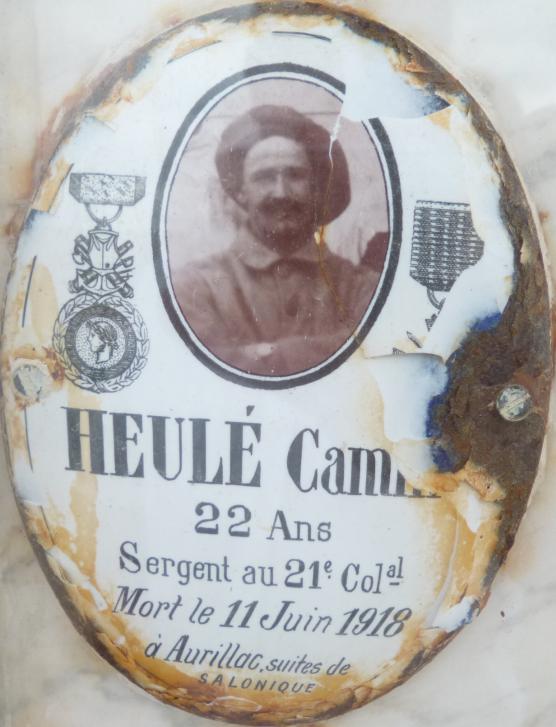 HEULÉ
22 Ans
Sergent au 21e Colal
Mort le 11 Juin 1918
à Aurillac, suites de
SALONIQUE